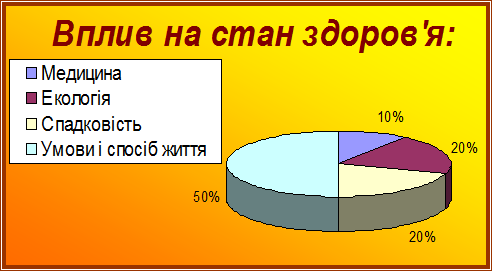 Вплив на стан здоров'я:
Медицина
Екологія
Спадковість
Умови і спосіб життя
10%
20%
20%
50%